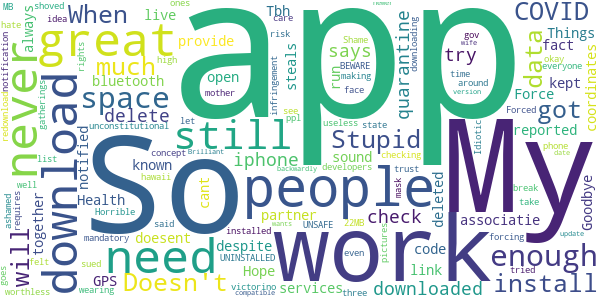 MB
idea
shoved
When
hate
Tbh
ones
care
COVID
notification
always
great
live
provide
risk
Shame
gov
wife
idea
Things
okay
says
BEWARE
try
fact
never
much
open
steals
run
downloading
making
time
everyone
around
version
data
rights
gatherings
bluetooth
mother
infringement
face
quarantine
kept
coordinates
redownload
space
app
Force
Forced
download
delete
iphone
see
ppl
useless
state
got
reported
unconstitutional
still
let
Brilliant
checking
Idiotic
phone
date
list
notified
known
concept
hawaii
cant
sound
developers
Stupid
trust
backwardly
mask
My
well
Health
So
people
check
deleted
associatie
break
take
ashamed
together
Horrible
requires
partner
code
forcing
Goodbye
will
mandatory
said
installed
UNSAFE
22MB
wants
work
tried
update
need
doesent
UNINSTALLED
despite
even
pictures
link
enough
goes
felt
sued
GPS
Hope
services
downloaded
install
worthless
wearing
Doesn't
victorino
compatible
three